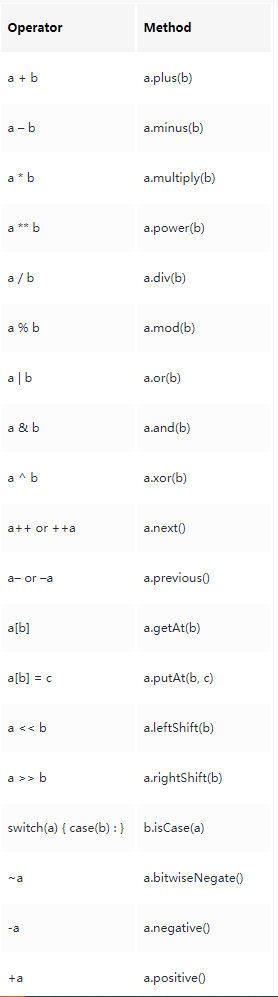 Operator Method
a + b a.plus(b)
a – b a.minus(b)
a * b a.multiply(b)
a ** b a.power(b)
a / b a.div(b)
a % b a.mod(b)
a | b a.or(b)
a & b a.and(b)
a ^ b a.xor(b)
a++ or ++a a.next()
a– or –a a.previous()
a[b] a.getAt(b)
a[b] = c a.putAt(b, c)
a << b a.leftShift(b)
a >> b a.rightShift(b)
switch(a) { case(b) : } b.isCase(a)
~a a.bitwiseNegate()
-a a.negative()
+a a.positive()